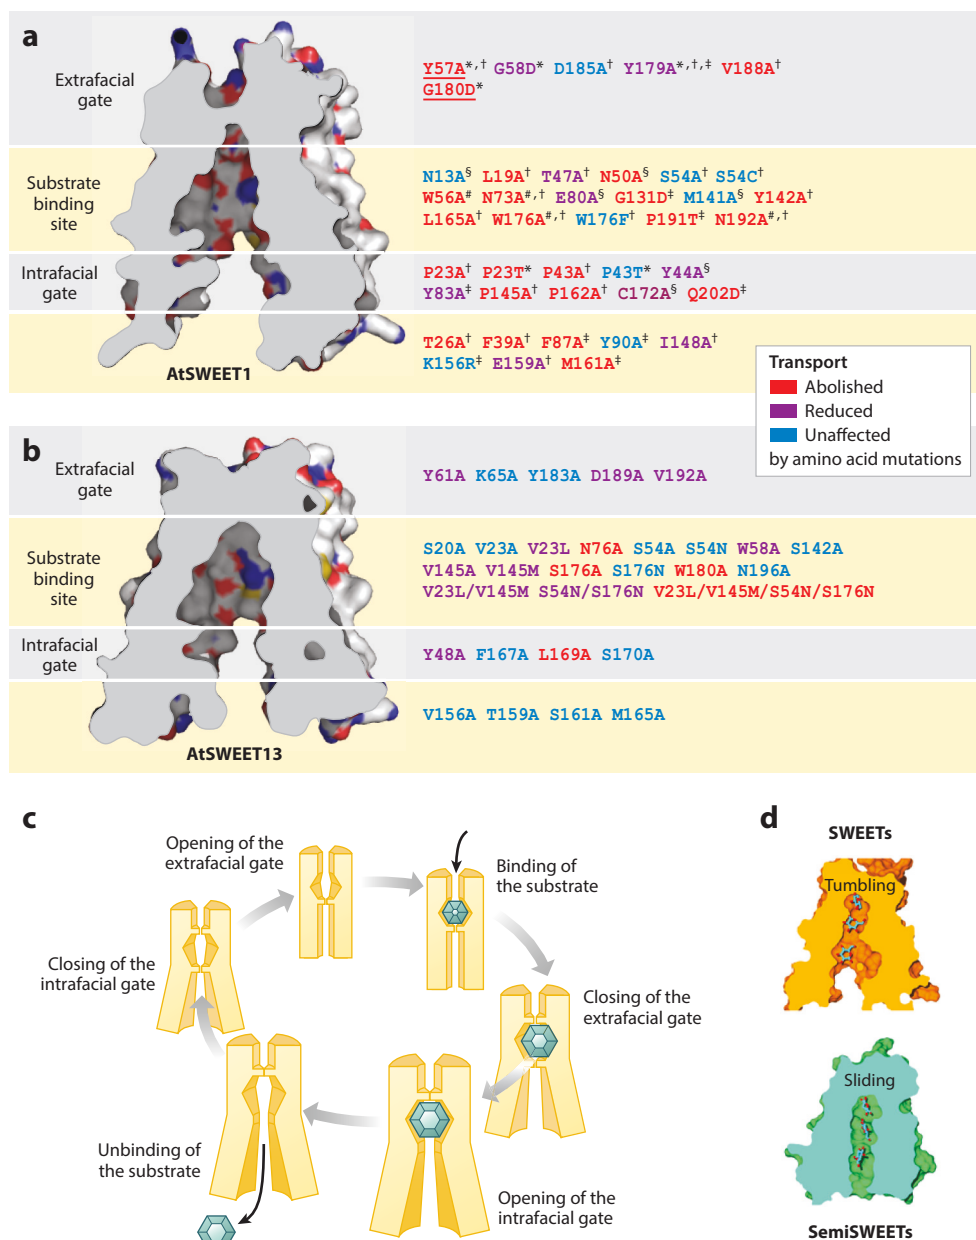 a
Extrafacial
gate
Y57A*,† G58D* D185A† Y179A*,†,‡ V188A†
G180D*
Substrate
binding
site
N13A§ L19A† T47A† N50A§ S54A† S54C†
W56A# N73A#,† E80A§ G131D‡ M141A§ Y142A†
L165A† W176A#,† W176F† P191T‡ N192A#,†
Intrafacial
gate
P23A† P23T* P43A† P43T* Y44A§
Y83A‡ P145A† P162A† C172A§ Q202D‡
T26A† F39A† F87A‡ Y90A‡ I148A†
K156R‡ E159A† M161A‡
AtSWEET1
Transport
Abolished
Reduced
Unaffected
by amino acid mutations
b
Extrafacial
gate
Y61A K65A Y183A D189A V192A
Substrate
binding
site
S20A V23A V23L N76A S54A S54N W58A S142A
V145A V145M S176A S176N W180A N196A
V23L/V145M S54N/S176N V23L/V145M/S54N/S176N
Intrafacial
gate
Y48A F167A L169A S170A
V156A T159A S161A M165A
AtSWEET13
c
Opening of the
extrafacial gate
Binding of
the substrate
Closing of the
extrafacial gate
Opening of the
intrafacial gate
Unbinding of
the substrate
Closing of the
intrafacial gate
d
SWEETs
Tumbling
Sliding
SemiSWEETs